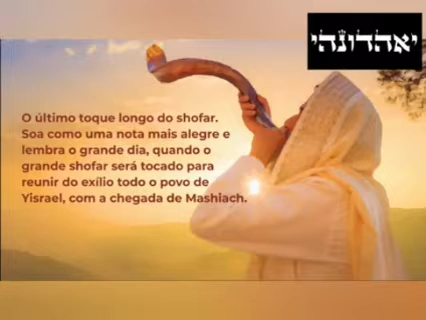 יאהדונהי
O último toque longo do shofar.
Soa como uma nota mais alegre e
lembra o grande dia, quando o
grande shofar será tocado para
reunir do exílio todo o povo de
Yisrael, com a chegada de Mashiach.